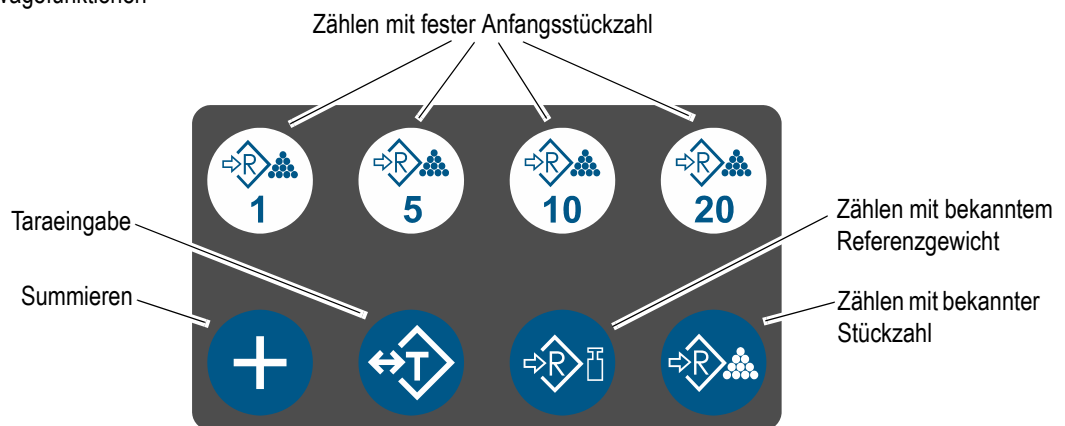 Zählen mit fester Anfangsstückzahl
R R R R
1 5 10 20
Taraeingabe
Zählen mit bekanntem
Referenzgewicht
Summieren
Zählen mit bekannter
Stückzahl
+ T R R